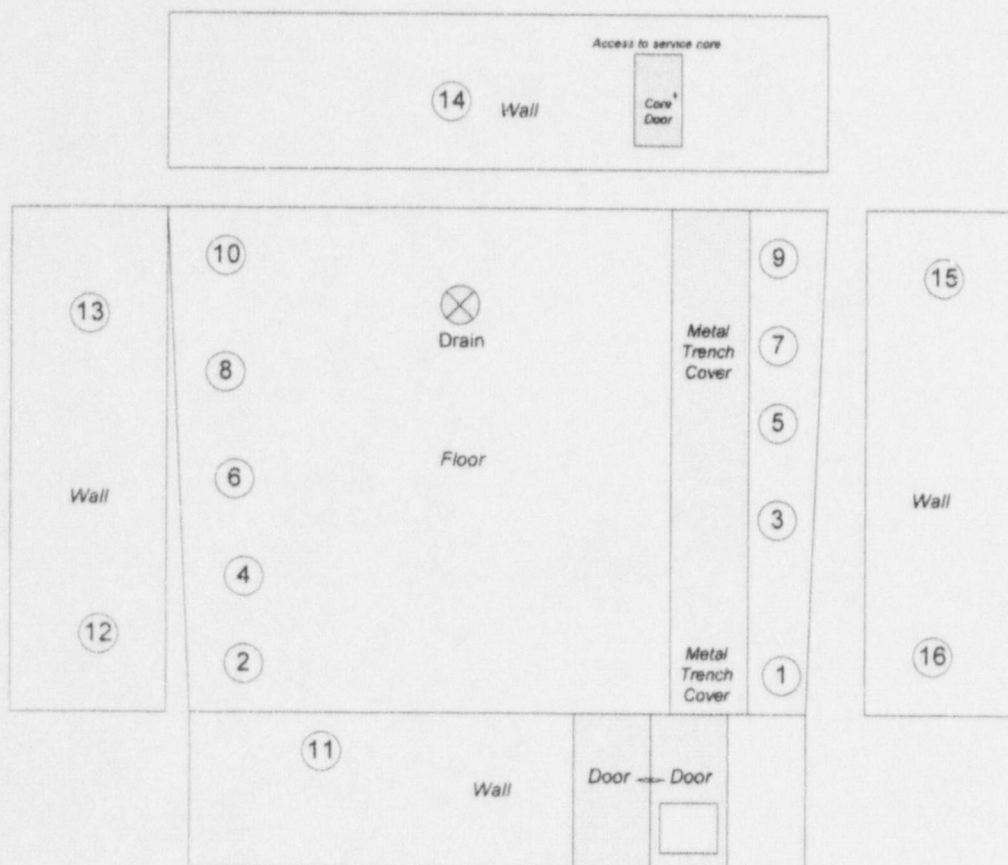 Access to service core
14
Wall
Core
Door
10
9
13
15
Drain
Metal
Trench
Cover
7
8
5
Floor
6
Wall
3
Wall
4
12
2
Metal
Trench
Cover
1
16
11
Door
Door
Wall